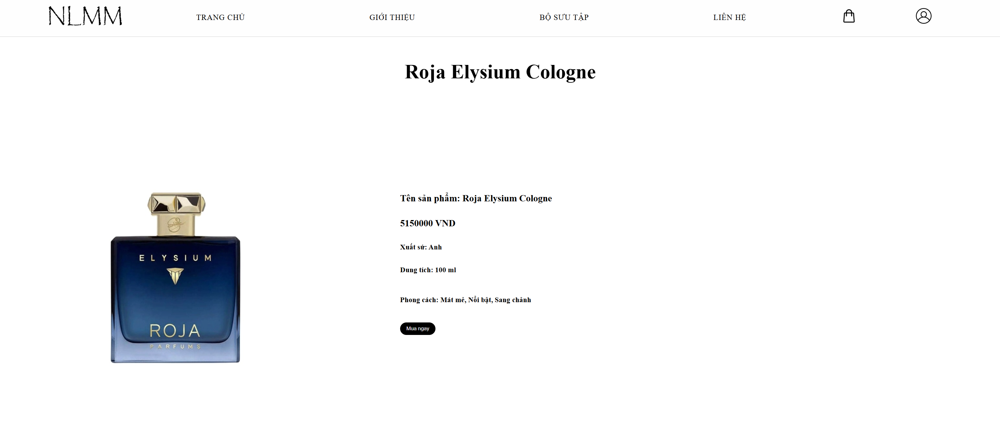 NLMM
TRANG CHỦ
GIỚI THIỆU
BỘ SƯU TẬP
LIÊN HỆ
Roja Elysium Cologne
ELYSIUM
ROJA
PARFUMS
Tên sản phẩm: Roja Elysium Cologne
5150000 VND
Xuất sứ: Anh
Dung tích: 100 ml
Phong cách: Mát mẻ, Nổi bật, Sang chảnh
Mua ngay